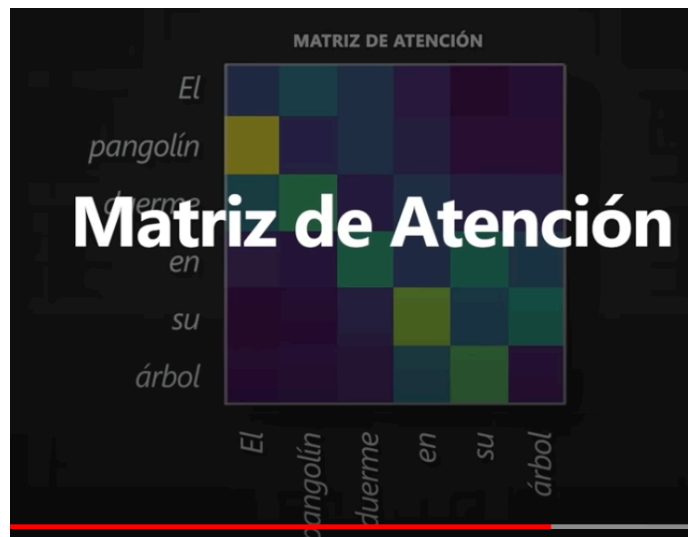 MATRIZ DE ATENCIÓN
El
pangolín
duerme
Matriz de Atención
en
su
árbol
El
pangolín
duerme
en
su
árbol